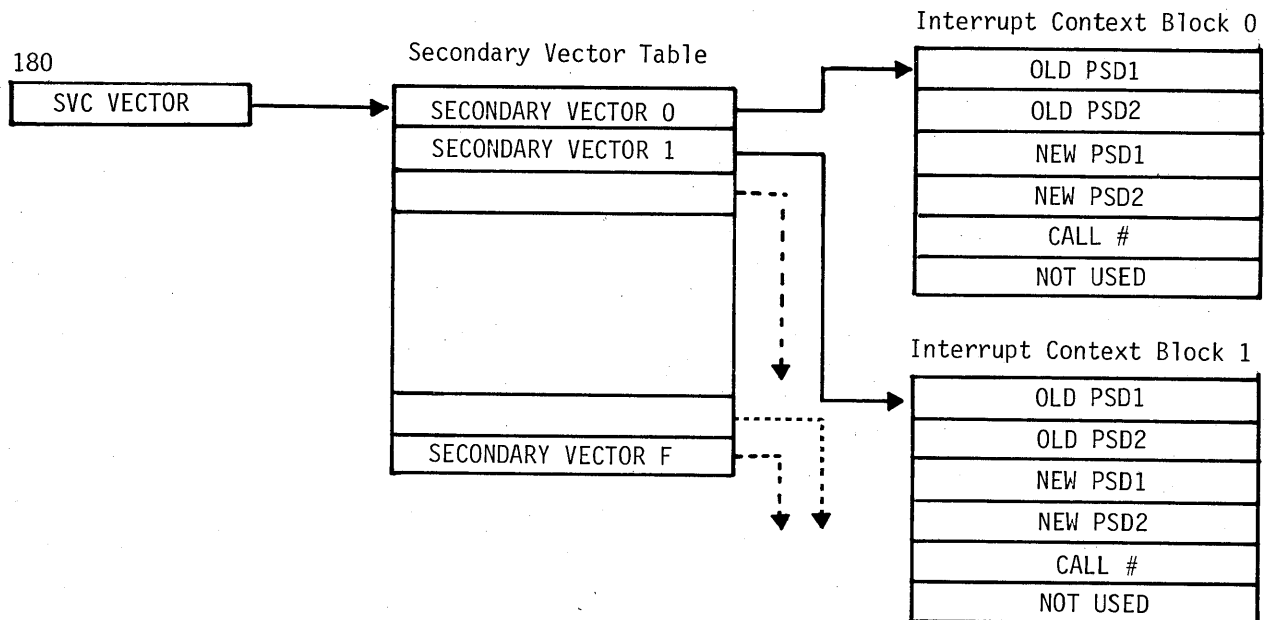 180
SVC VECTOR
Secondary Vector Table
SECONDARY VECTOR 0
SECONDARY VECTOR 1
SECONDARY VECTOR F
Interrupt Context Block 0
OLD PSD1
OLD PSD2
NEW PSD1
NEW PSD2
CALL #
NOT USED
Interrupt Context Block 1
OLD PSD1
OLD PSD2
NEW PSD1
NEW PSD2
CALL #
NOT USED